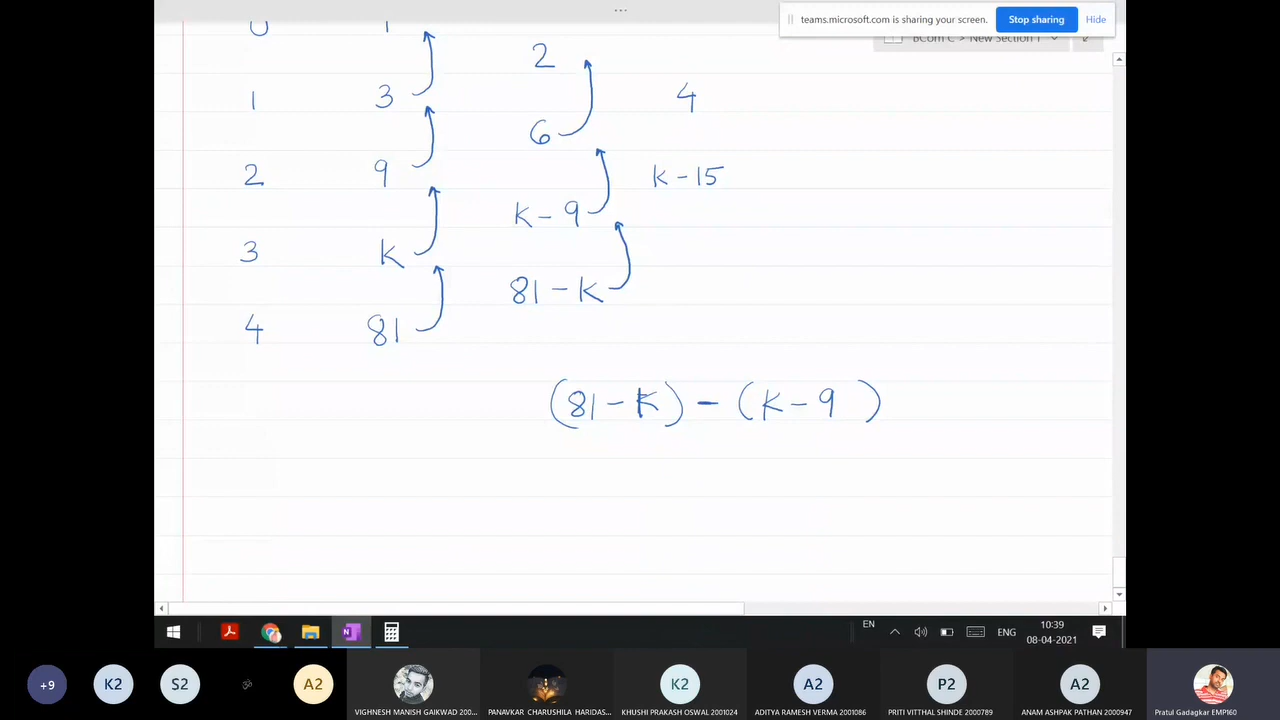 teams.microsoft.com is sharing your screen. Stop sharing Hide
BCom C > New Section 1
0 1
2
1 3 4
6
2 9 K - 15
K - 9
3 K
81 - K
4 81
(81 - K) - (K - 9)
EN ENG 10:39
08-04-2021
+9 K2 S2 A2 K2 A2 P2 A2
VIGHNESH MANISH GAIKWAD 200... PANAVKAR CHARUSHILA HARIDAS... KHUSHI PRAKASH OSWAL 2001024 ADITYA RAMESH VERMA 2001086 PRITI VITTHAL SHINDE 2000789 ANAM ASHPAK PATHAN 2000947 Pratul Gadagkar EMP160